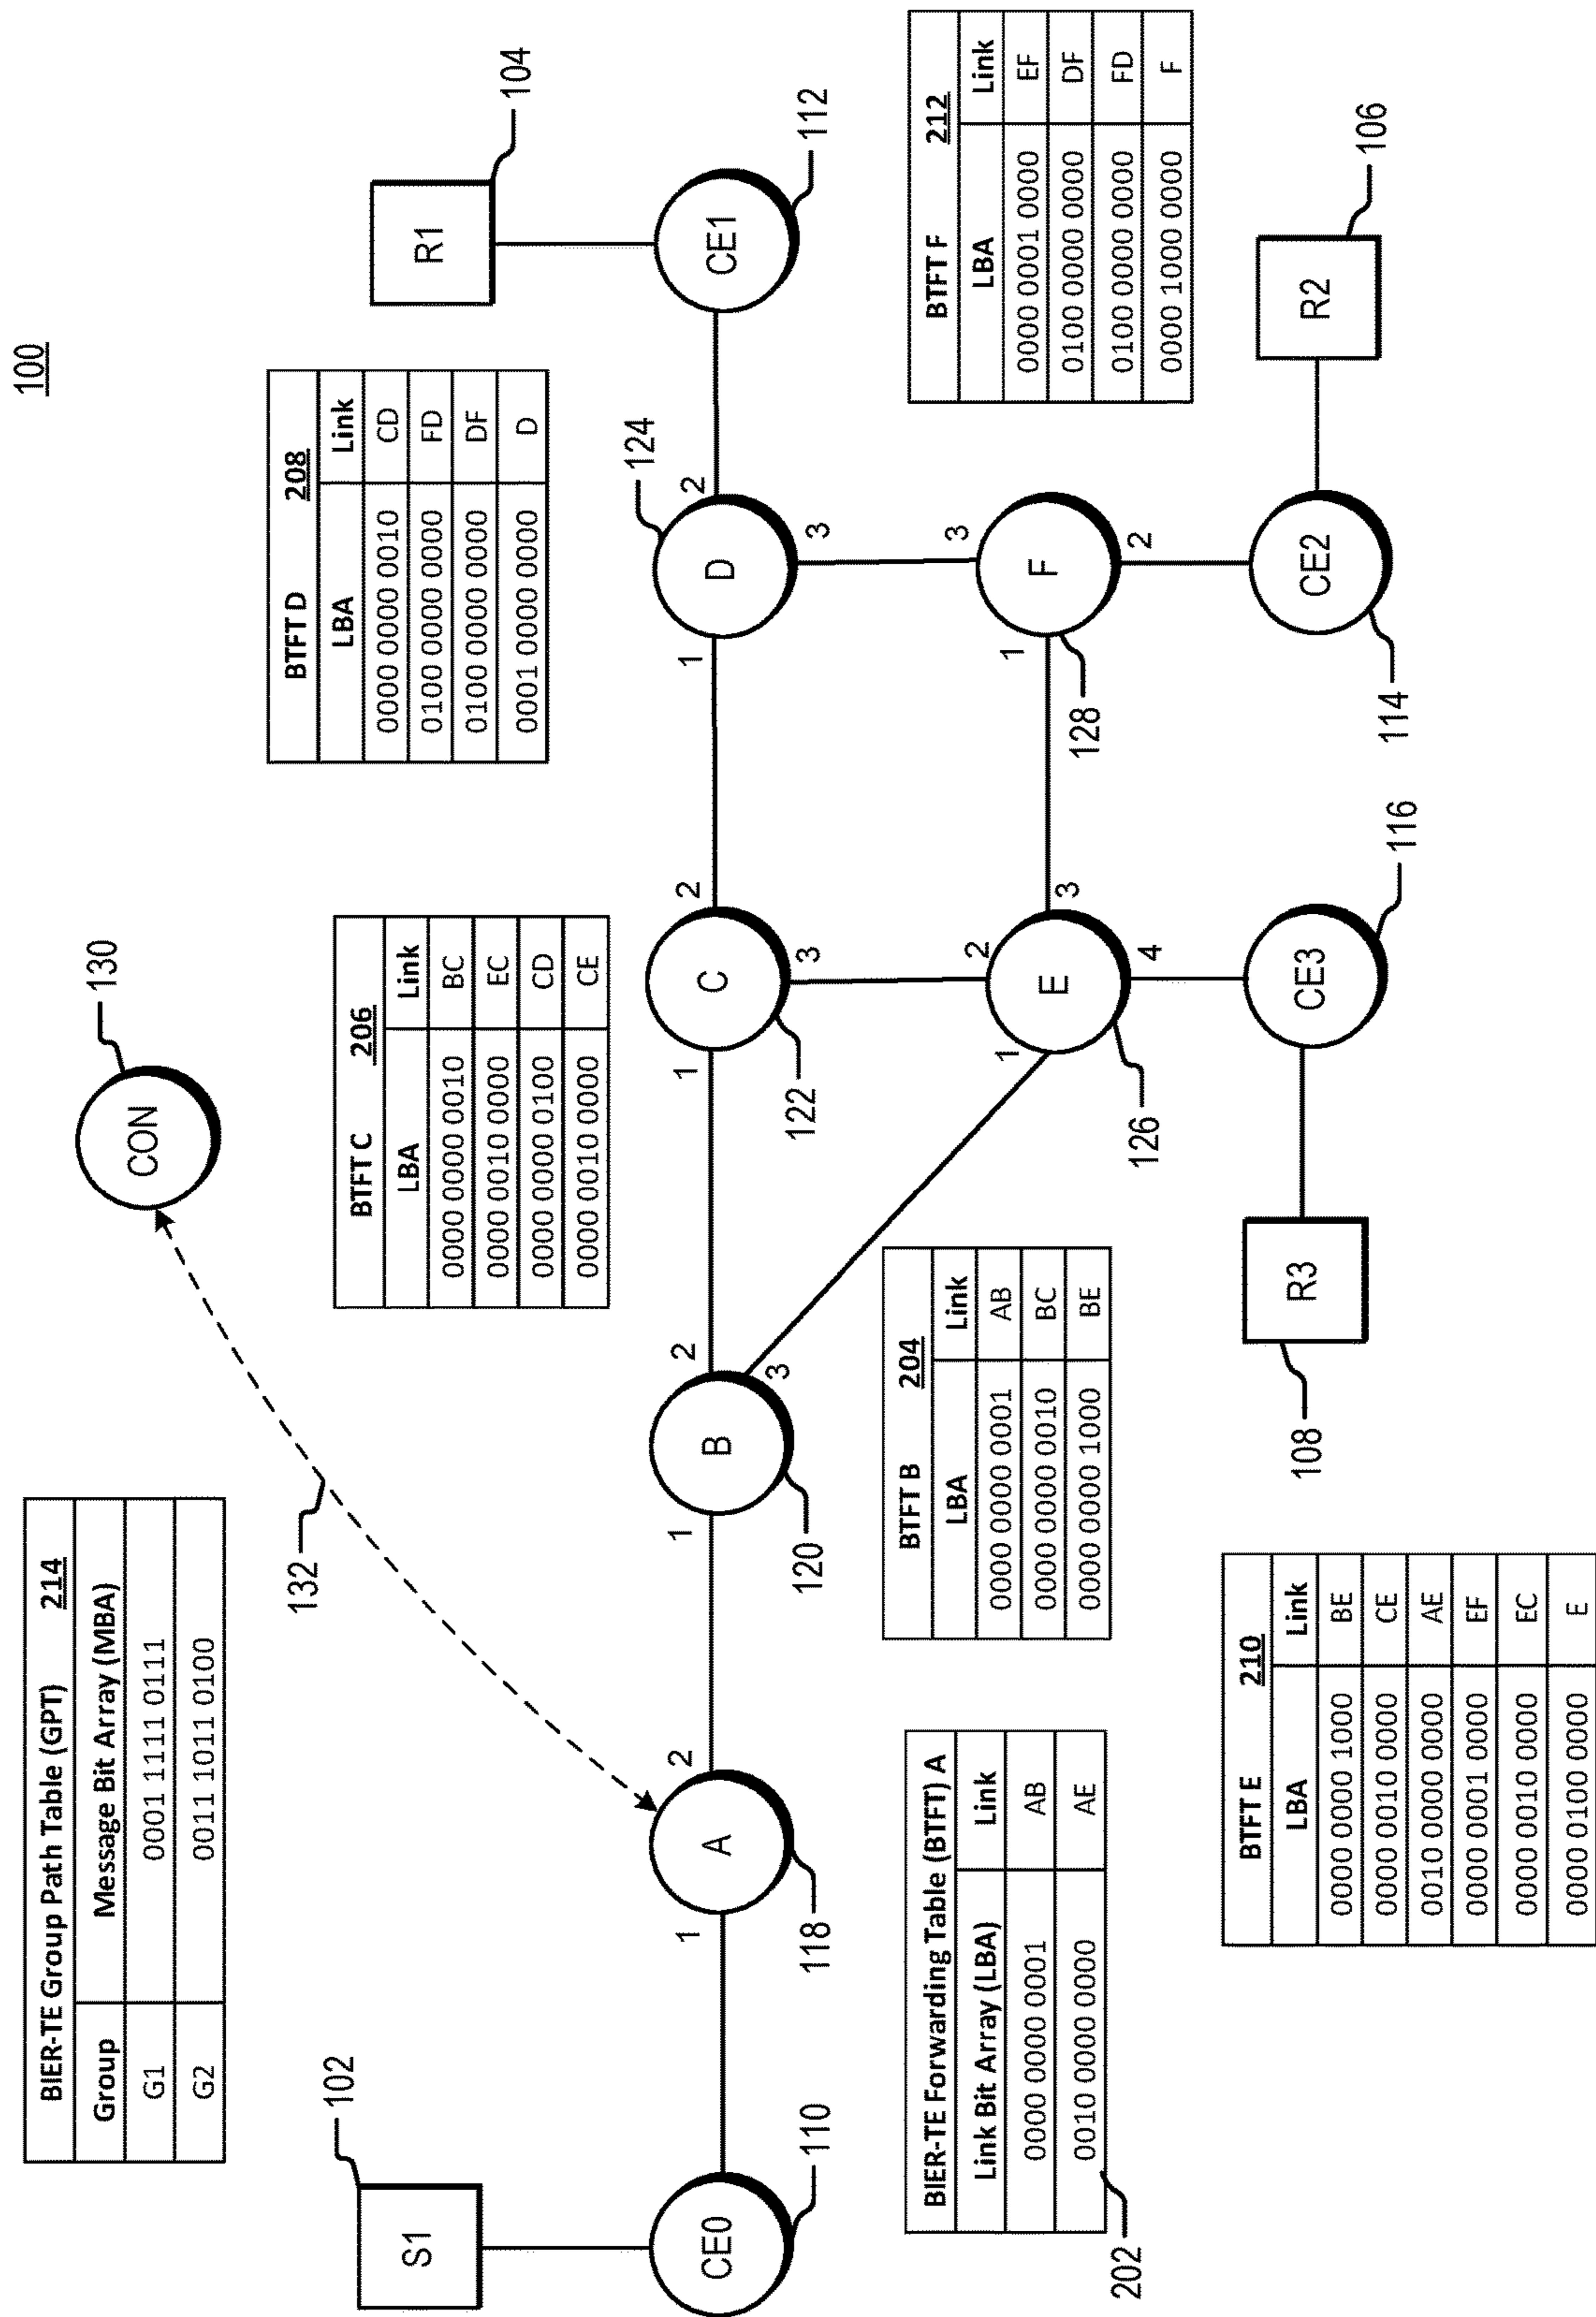 100
BIER-TE Group Path Table (GPT) 214
Group Message Bit Array (MBA)
G1 0001 1111 0111
G2 0011 1011 0100
130
CON
132
S1
102
R1
104
BTFT C 206
LBA Link
0000 0000 0010 BC
0000 0010 0000 EC
0000 0000 0100 CD
0000 0010 0000 CE
BTFT D 208
LBA Link
0000 0000 0010 CD
0100 0000 0000 FD
0100 0000 0000 DF
0001 0000 0000 D
CE0
110
1 A 2
118
1 B 2
3
120
1 C 2
3
122
1 D 2
3
124
CE1
112
BIER-TE Forwarding Table (BTFT) A
Link Bit Array (LBA) Link
0000 0000 0001 AB
0010 0000 0000 AE
202
BTFT B 204
LBA Link
0000 0000 0001 AB
0000 0000 0010 BC
0000 0000 1000 BE
1 E 2
3
4
126
1 F 3
2
128
BTFT F 212
LBA Link
0000 0001 0000 EF
0100 0000 0000 DF
0100 0000 0000 FD
0000 1000 0000 F
BTFT E 210
LBA Link
0000 0000 1000 BE
0000 0010 0000 CE
0010 0000 0000 AE
0000 0001 0000 EF
0000 0010 0000 EC
0000 0100 0000 E
R3
108
CE3
116
CE2
114
R2
106